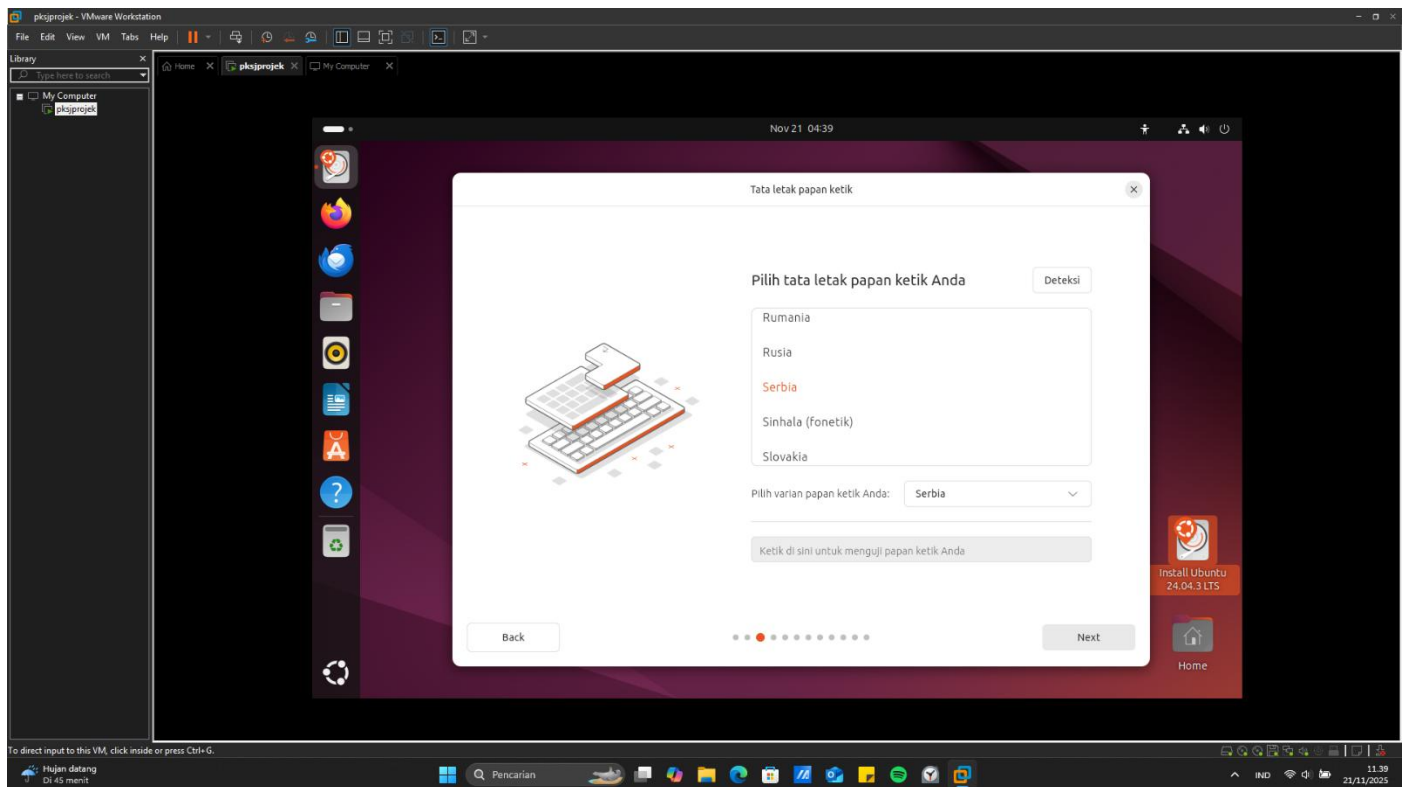 pksjprojek - VMware Workstation
File Edit View VM Tabs Help
Library
Type here to search
My Computer
pksjprojek
Home
pksjprojek
My Computer
Nov 21 04:39
Tata letak papan ketik
Pilih tata letak papan ketik Anda
Deteksi
Rumania
Rusia
Serbia
Sinhala (fonetik)
Slovakia
Pilih varian papan ketik Anda:
Serbia
Ketik di sini untuk menguji papan ketik Anda
Back
Next
Install Ubuntu
24.04.3 LTS
Home
To direct input to this VM, click inside or press Ctrl+G.
Hujan datang
Di 45 menit
Pencarian
IND
11.39
21/11/2025